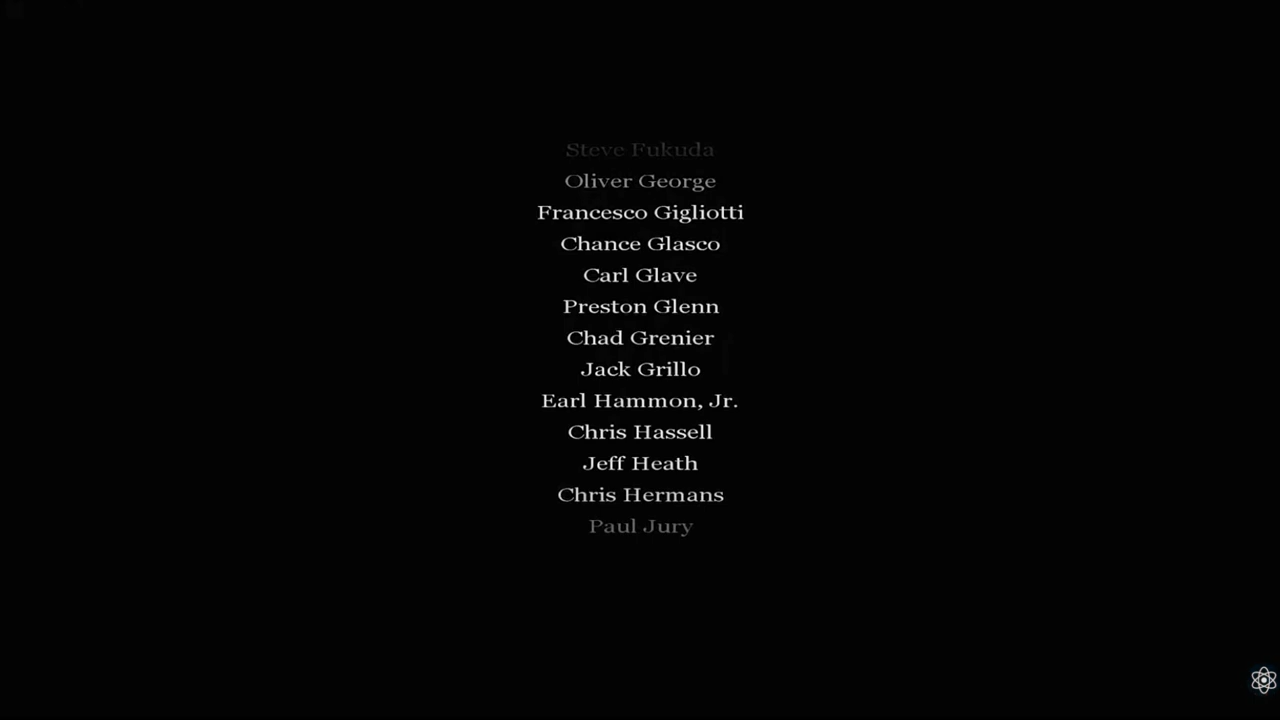 Steve Fukuda
Oliver George
Francesco Gigliotti
Chance Glasco
Carl Glave
Preston Glenn
Chad Grenier
Jack Grillo
Earl Hammon, Jr.
Chris Hassell
Jeff Heath
Chris Hermans
Paul Jury